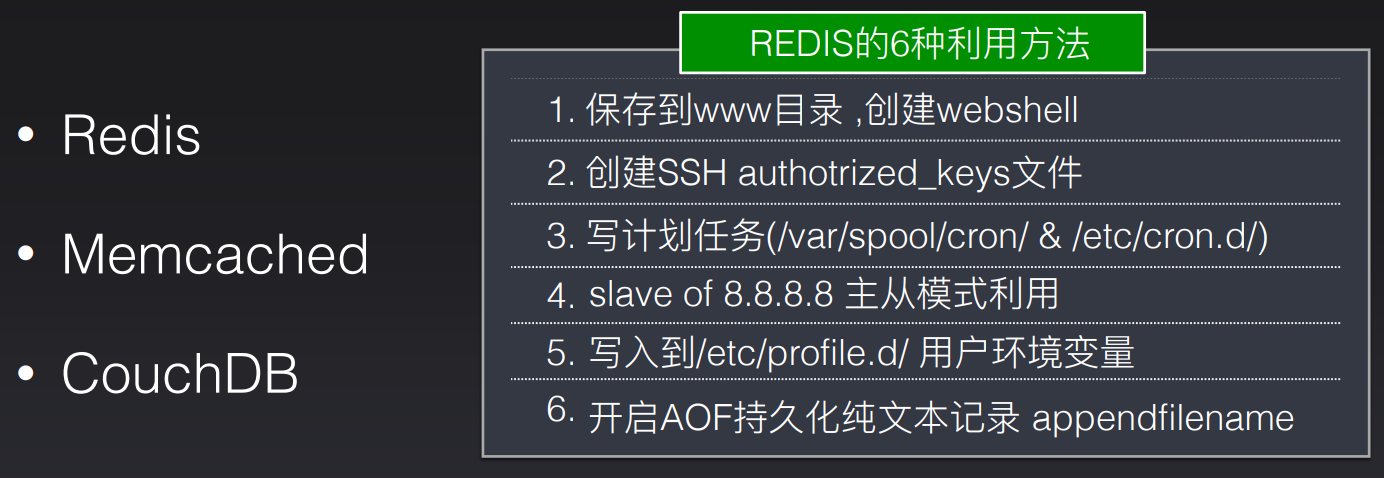 • Redis
• Memcached
• CouchDB
REDIS的6种利用方法
1. 保存到www目录 ,创建webshell
2. 创建SSH authotrized_keys文件
3. 写计划任务(/var/spool/cron/ & /etc/cron.d/)
4. slave of 8.8.8.8 主从模式利用
5. 写入到/etc/profile.d/ 用户环境变量
6. 开启AOF持久化纯文本记录 appendfilename